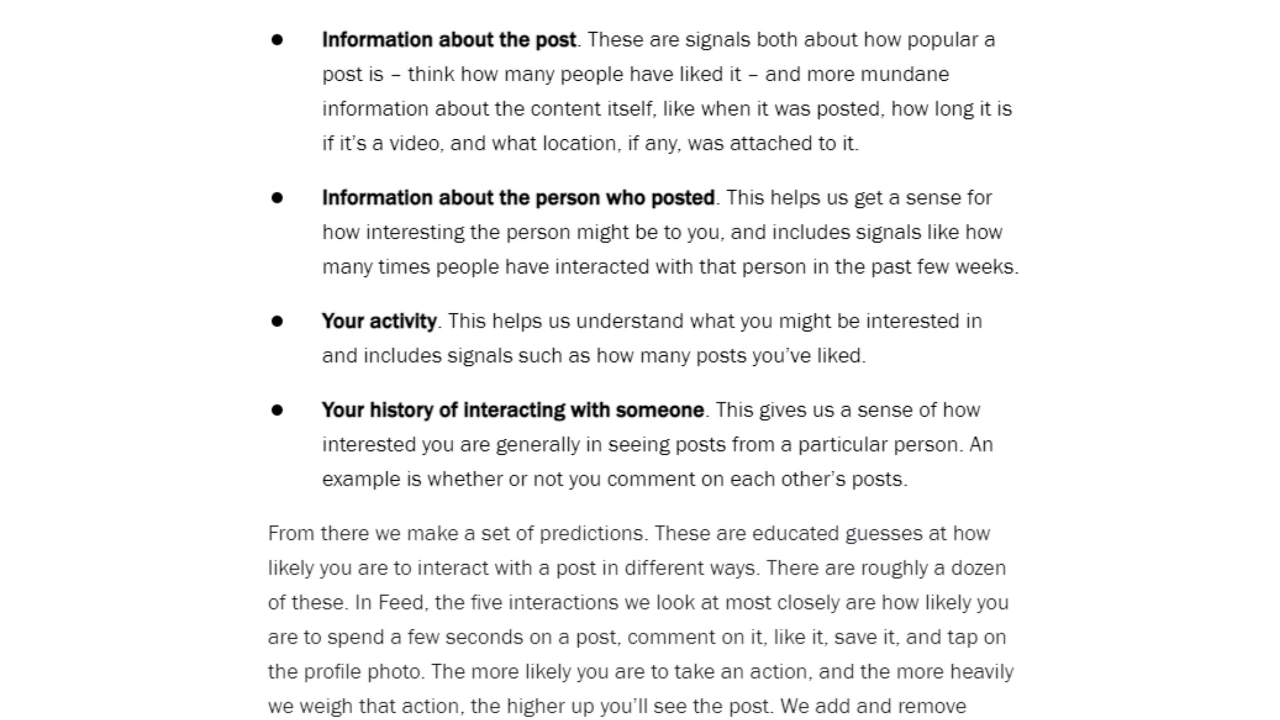 ● Information about the post. These are signals both about how popular a
post is – think how many people have liked it – and more mundane
information about the content itself, like when it was posted, how long it is
if it’s a video, and what location, if any, was attached to it.
● Information about the person who posted. This helps us get a sense for
how interesting the person might be to you, and includes signals like how
many times people have interacted with that person in the past few weeks.
● Your activity. This helps us understand what you might be interested in
and includes signals such as how many posts you’ve liked.
● Your history of interacting with someone. This gives us a sense of how
interested you are generally in seeing posts from a particular person. An
example is whether or not you comment on each other’s posts.
From there we make a set of predictions. These are educated guesses at how
likely you are to interact with a post in different ways. There are roughly a dozen
of these. In Feed, the five interactions we look at most closely are how likely you
are to spend a few seconds on a post, comment on it, like it, save it, and tap on
the profile photo. The more likely you are to take an action, and the more heavily
we weigh that action, the higher up you’ll see the post. We add and remove